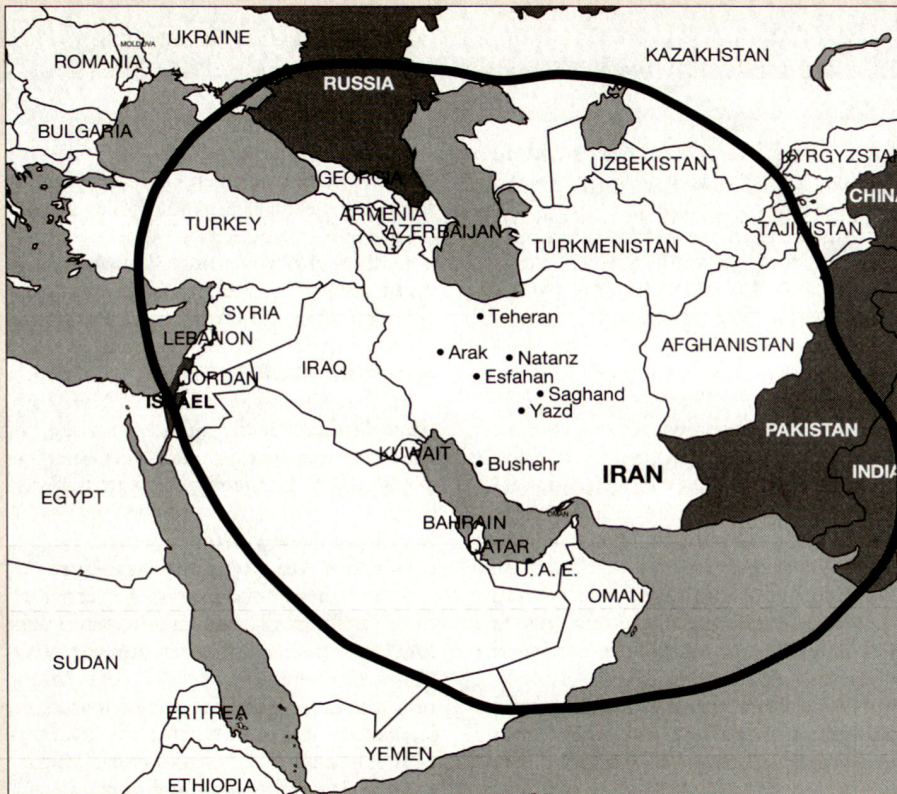 UKRAINE
MOLDOVA
ROMANIA
KAZAKHSTAN
RUSSIA
BULGARIA
UZBEKISTAN
KYRGYZSTAN
GEORGIA
CHINA
ARMENIA
TURKEY
AZERBAIJAN
TAJIKISTAN
TURKMENISTAN
SYRIA
Teheran
LEBANON
AFGHANISTAN
Arak
Natanz
IRAQ
JORDAN
Esfahan
Saghand
ISRAEL
Yazd
PAKISTAN
KUWAIT
Bushehr
IRAN
INDIA
EGYPT
OMAN
BAHRAIN
QATAR
U. A. E.
OMAN
SUDAN
ERITREA
YEMEN
ETHIOPIA